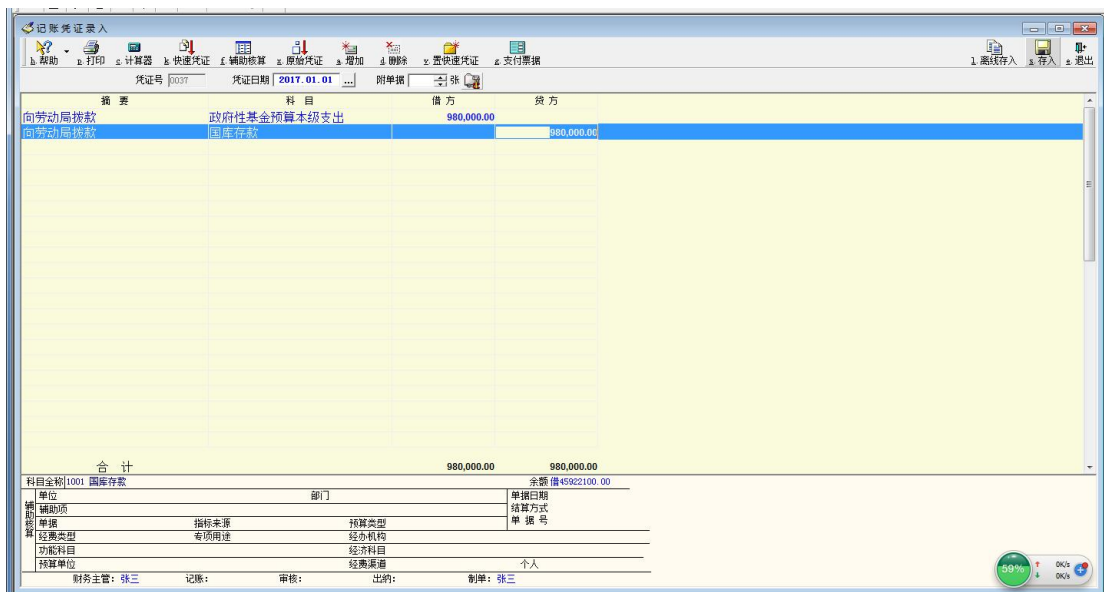 记账凭证录入
h.帮助 p.打印 c.计算器 k.快速凭证 f.辅助核算 z.原始凭证 a.增加 d.删除 v.置快速凭证 g.支付票据 l.离线存入 s.存入 e.退出
凭证号 0037 凭证日期 2017.01.01 ... 附单据 张
摘 要 科 目 借 方 贷 方
向劳动局拨款 政府性基金预算本级支出 980,000.00
向劳动局拨款 国库存款 980,000.00
合 计 980,000.00 980,000.00
科目全称 1001 国库存款 余额 借45922100.00
辅助核算
单位 部门 单据日期
辅助项 结算方式
单据 指标来源 预算类型 单 据 号
经费类型 专项用途 经办机构
功能科目 经济科目
预算单位 经费渠道 个人
财务主管: 张三 记账: 审核: 出纳: 制单: 张三
59% 0K/s
0K/s